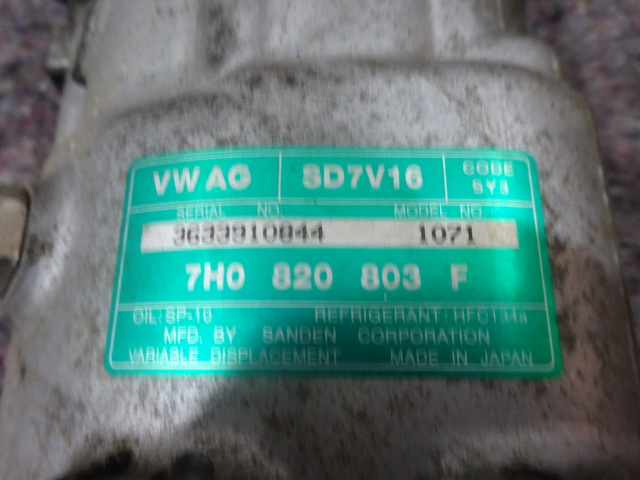 VW AG SD7V16 CODE
SY3
SERIAL NO. MODEL NO.
3633910844 1071
7H0 820 803 F
OIL: SP-10 REFRIGERANT: HFC134a
MFD. BY SANDEN CORPORATION
VARIABLE DISPLACEMENT MADE IN JAPAN